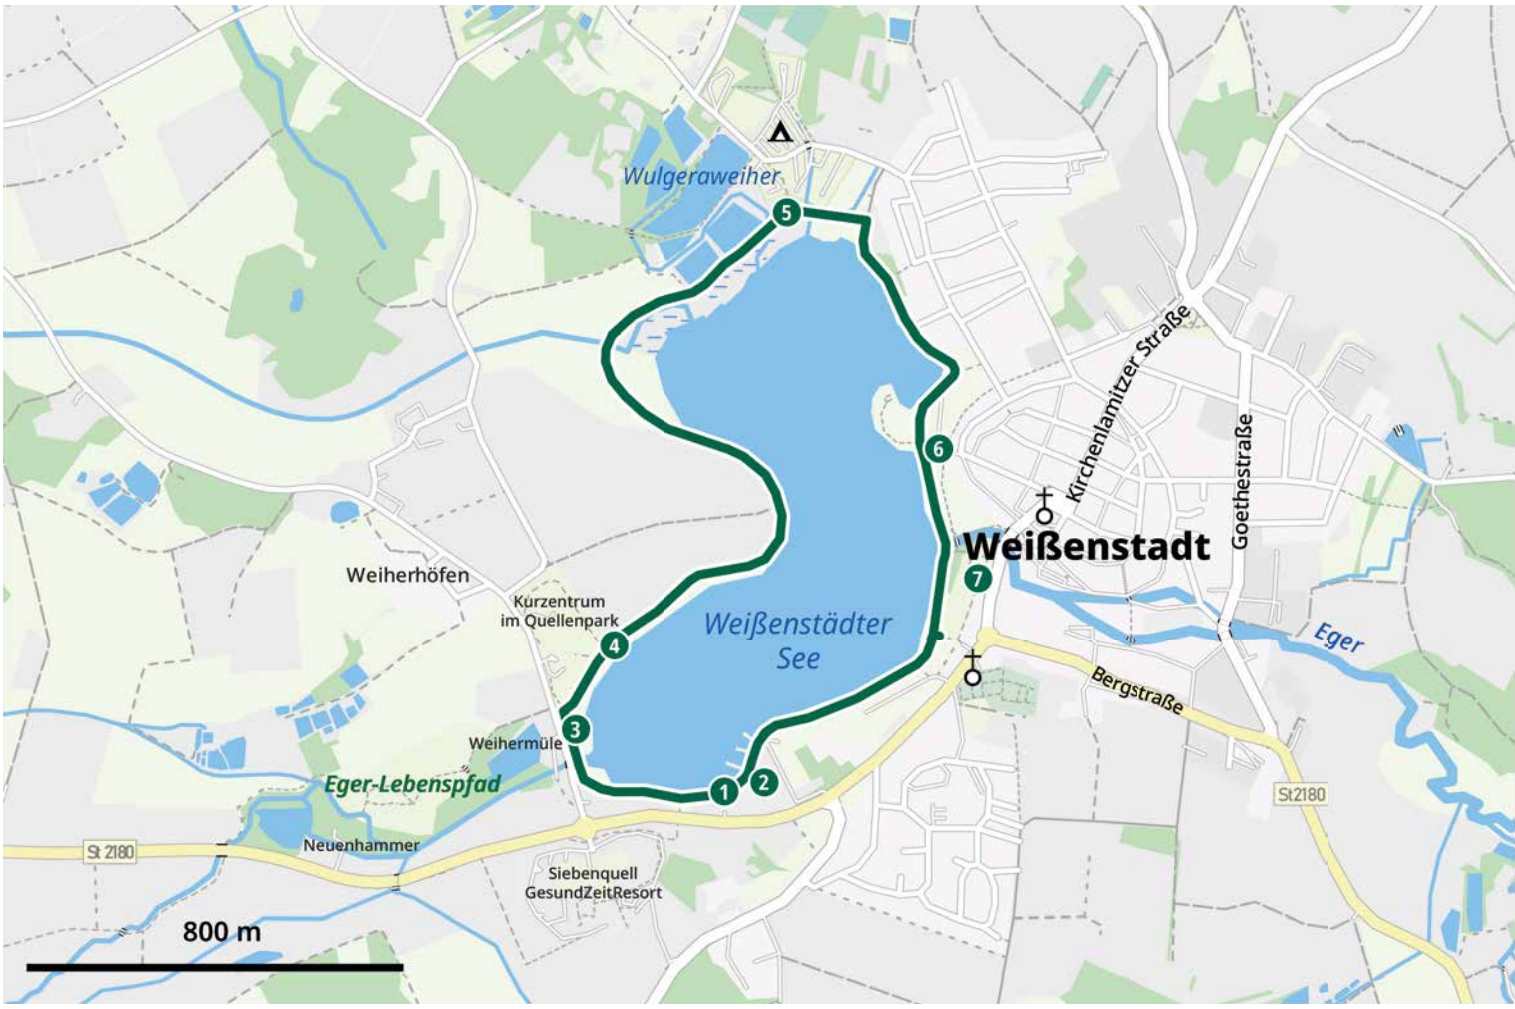 Wulgeraweiher
5
Kirchenlamitzer Straße
Goethestraße
6
Weißenstadt
7
Weiherhöfen
Kurzentrum
im Quellenpark
4
Weißenstädter
See
Eger
Bergstraße
3
Weihermüle
Eger-Lebenspfad
1
2
St2180
Neuenhammer
St 2180
Siebenquell
GesundZeitResort
800 m